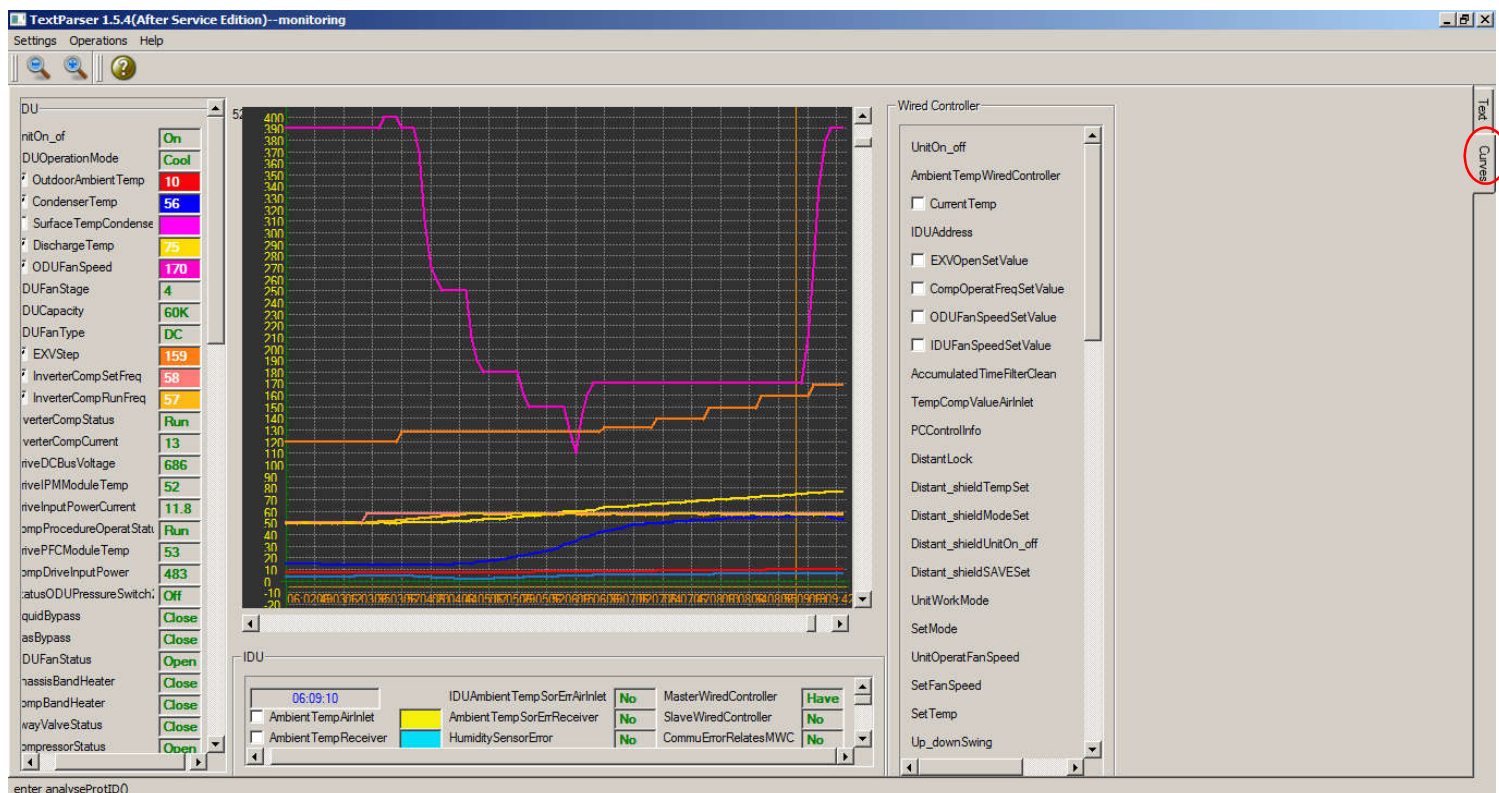 TextParser 1.5.4(After Service Edition)--monitoring
Settings Operations Help
DU
nitOn_of On
DUOperationMode Cool
OutdoorAmbientTemp 10
CondenserTemp 56
SurfaceTempCondense
DischargeTemp 75
ODUFanSpeed 170
DUFanStage 4
DUCapacity 60K
DUFanType DC
EXVStep 159
InverterCompSetFreq 58
InverterCompRunFreq 57
verterCompStatus Run
verterCompCurrent 13
riveDCBusVoltage 686
riveIPMModuleTemp 52
riveInputPowerCurrent 11.8
ompProcedureOperatStatu Run
rivePFCModuleTemp 53
ompDriveInputPower 483
tatusODUPressureSwitch Off
quidBypass Close
asBypass Close
DUFanStatus Open
hassisBandHeater Close
ompBandHeater Close
wayValveStatus Close
ompressorStatus Open
52
400
390
380
370
360
350
340
330
320
310
300
290
280
270
260
250
240
230
220
210
200
190
180
170
160
150
140
130
120
110
100
90
80
70
60
50
40
30
20
10
0
-10
-20
IDU
06:09:10 IDUAmbientTempSorErrAirInlet No MasterWiredController Have
AmbientTempAirInlet AmbientTempSorErrReceiver No SlaveWiredController No
AmbientTempReceiver HumiditySensorError No CommuErrorRelatesMWC No
Wired Controller
UnitOn_off
AmbientTempWiredController
CurrentTemp
IDUAddress
EXVOpenSetValue
CompOperatFreqSetValue
ODUFanSpeedSetValue
IDUFanSpeedSetValue
AccumulatedTimeFilterClean
TempCompValueAirInlet
PCControlInfo
DistantLock
Distant_shieldTempSet
Distant_shieldModeSet
Distant_shieldUnitOn_off
Distant_shieldSAVESet
UnitWorkMode
SetMode
UnitOperatFanSpeed
SetFanSpeed
SetTemp
Up_downSwing
Text
Curves
enter analyseProtID()